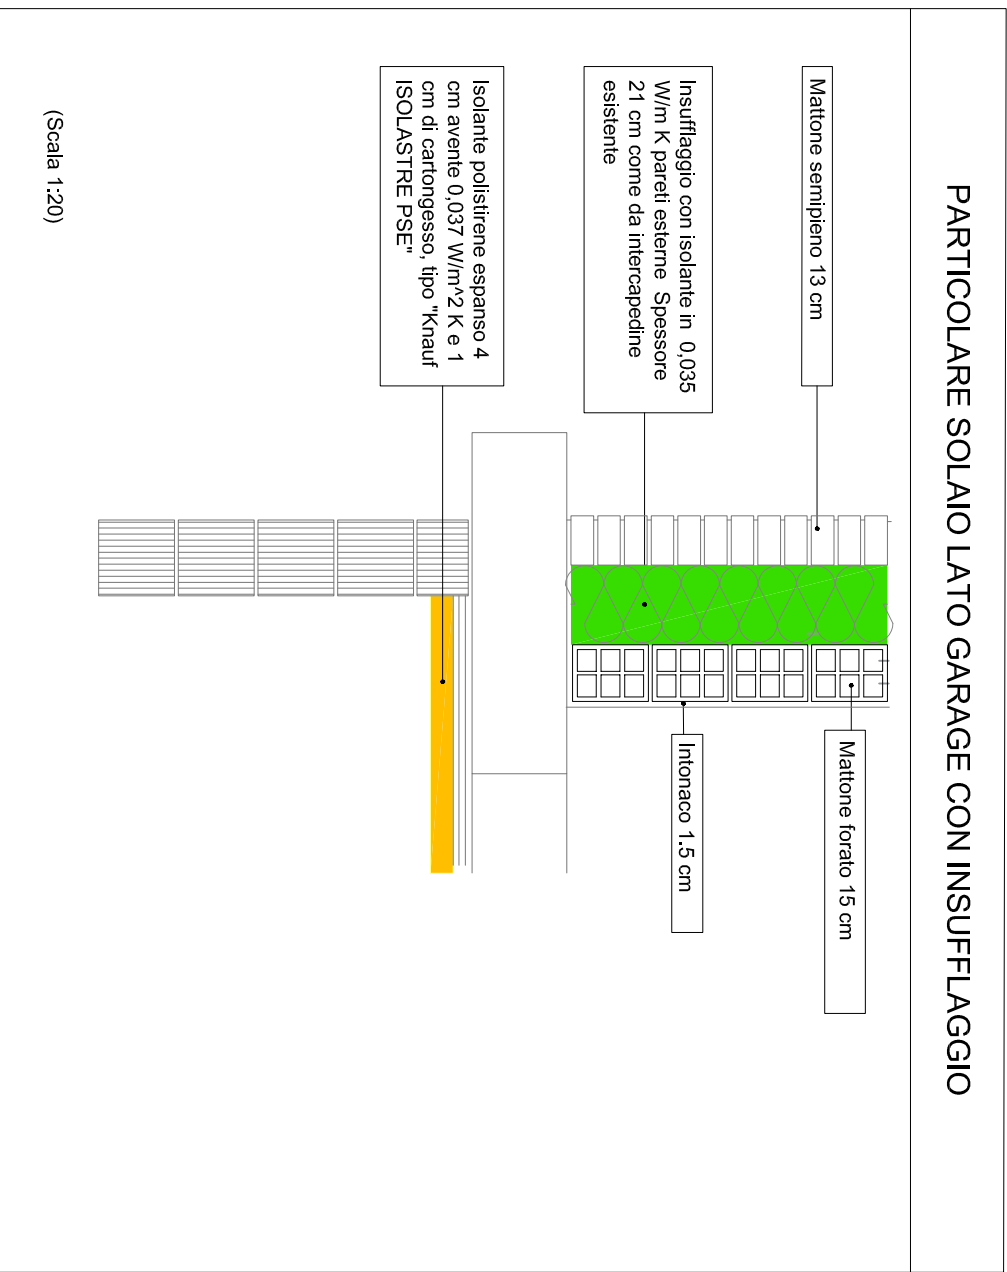 PARTICOLARE SOLAIO LATO GARAGE CON INSUFFLAGGIO
Mattone semipieno 13 cm
Mattone forato 15 cm
Insufflaggio con isolante in 0,035
W/m K pareti esterne Spessore
21 cm come da intercapedine
esistente
Intonaco 1.5 cm
Isolante polistirene espanso 4
cm avente 0,037 W/m^2 K e 1
cm di cartongesso, tipo "Knauf
ISOLASTRE PSE"
(Scala 1:20)